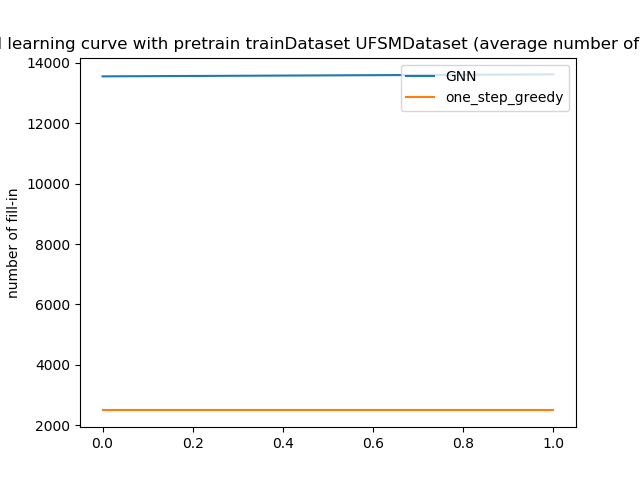 learning curve with pretrain trainDataset UFSMDataset (average number of
GNN
one_step_greedy
number of fill-in
14000
12000
10000
8000
6000
4000
2000
0.0 0.2 0.4 0.6 0.8 1.0